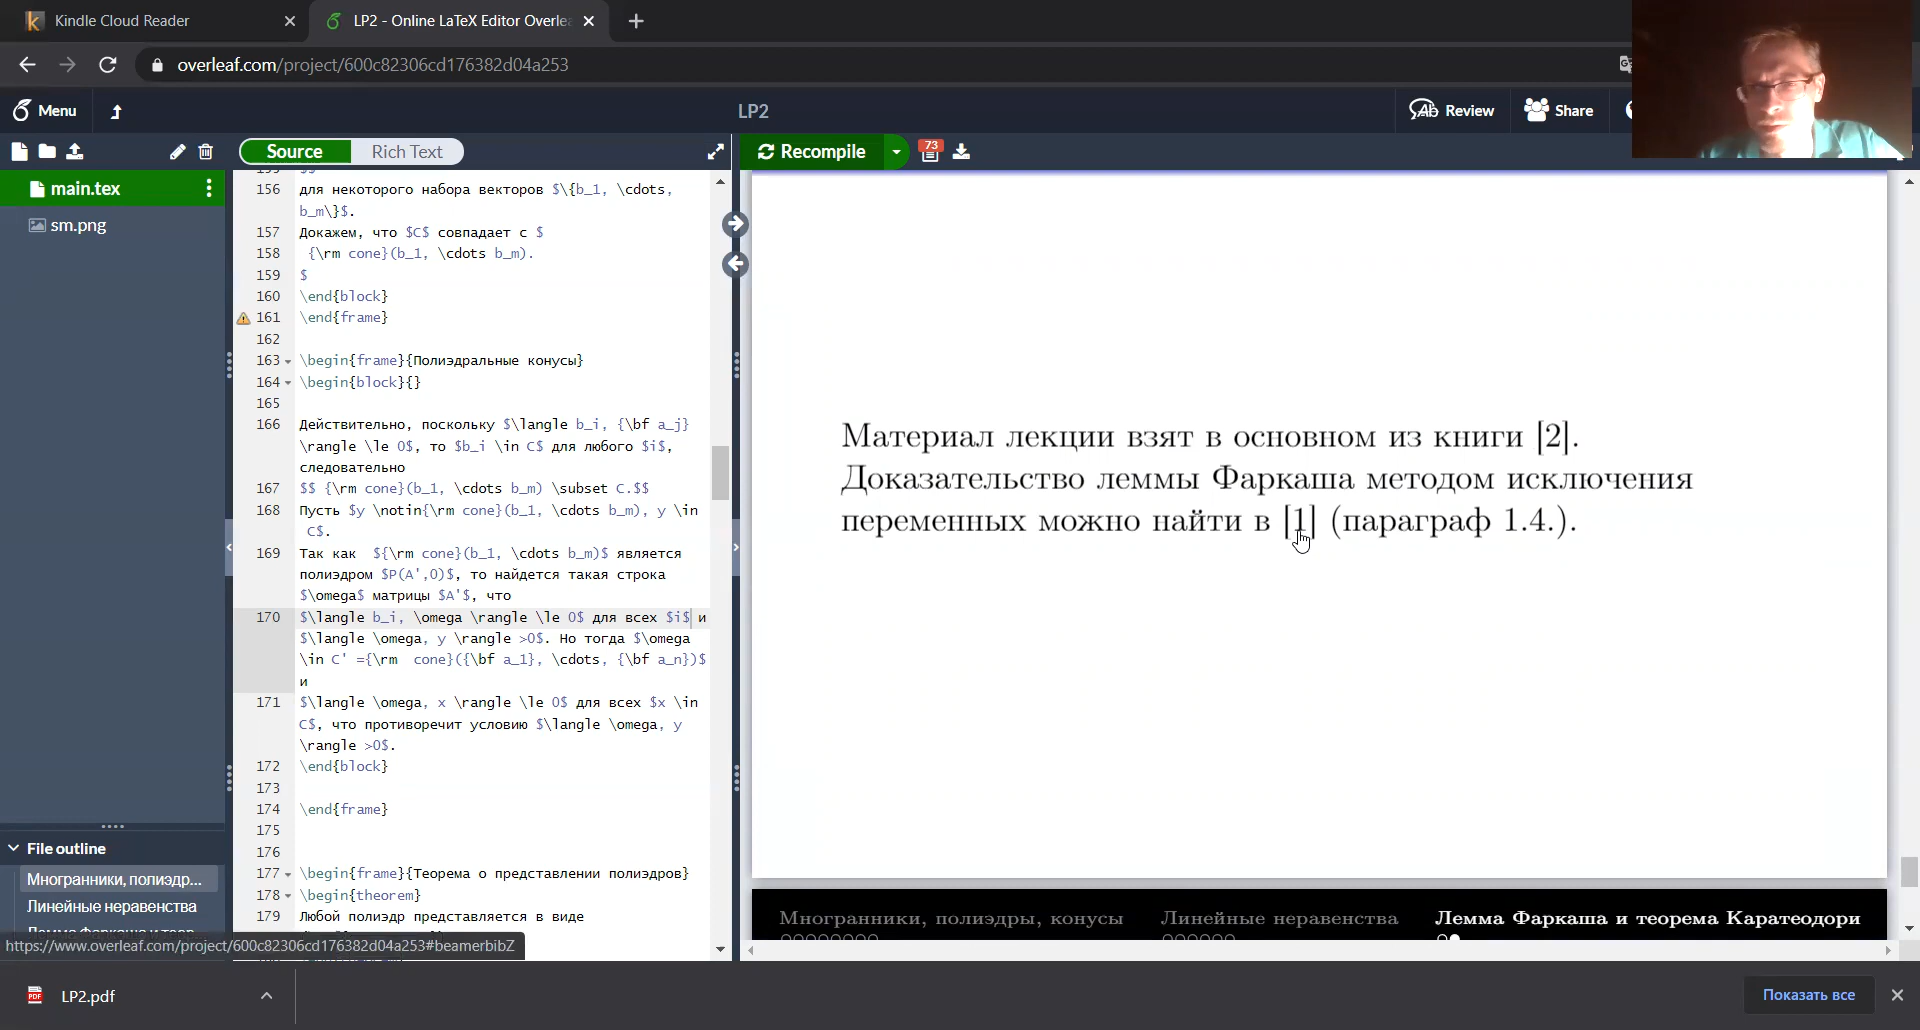 Kindle Cloud Reader
LP2 - Online LaTeX Editor Overle
overleaf.com/project/600c82306cd176382d04a253
Menu
LP2
Review
Share
Source
Rich Text
Recompile
73
main.tex
sm.png
156 для некоторого набора векторов $\{b_1, \cdots,
b_m\}$.
157 Докажем, что $C$ совпадает с $
158 {\rm cone}(b_1, \cdots b_m).
159 $
160 \end{block}
161 \end{frame}
162
163 \begin{frame}{Полиэдральные конусы}
164 \begin{block}{}
165
166 Действительно, поскольку $\langle b_i, {\bf a_j}
\rangle \le 0$, то $b_i \in C$ для любого $i$,
следовательно
167 $$ {\rm cone}(b_1, \cdots b_m) \subset C.$$
168 Пусть $y \notin{\rm cone}(b_1, \cdots b_m), y \in
C$.
169 Так как ${\rm cone}(b_1, \cdots b_m)$ является
полиэдром $P(A',0)$, то найдется такая строка
$\omega$ матрицы $A'$, что
170 $\langle b_i, \omega \rangle \le 0$ для всех $i$ и
$\langle \omega, y \rangle >0$. Но тогда $\omega
\in C' ={\rm cone}({\bf a_1}, \cdots, {\bf a_n})$
и
171 $\langle \omega, x \rangle \le 0$ для всех $x \in
C$, что противоречит условию $\langle \omega, y
\rangle >0$.
172 \end{block}
173
174 \end{frame}
175
176
177 \begin{frame}{Теорема о представлении полиэдров}
178 \begin{theorem}
179 Любой полиэдр представляется в виде
Материал лекции взят в основном из книги [2].
Доказательство леммы Фаркаша методом исключения
переменных можно найти в [1] (параграф 1.4.).
Многранники, полиэдры, конусы
Линейные неравенства
Лемма Фаркаша и теорема Каратеодори
File outline
Многранники, полиэдр...
Линейные неравенства
https://www.overleaf.com/project/600c82306cd176382d04a253#beamerbibZ
LP2.pdf
Показать все